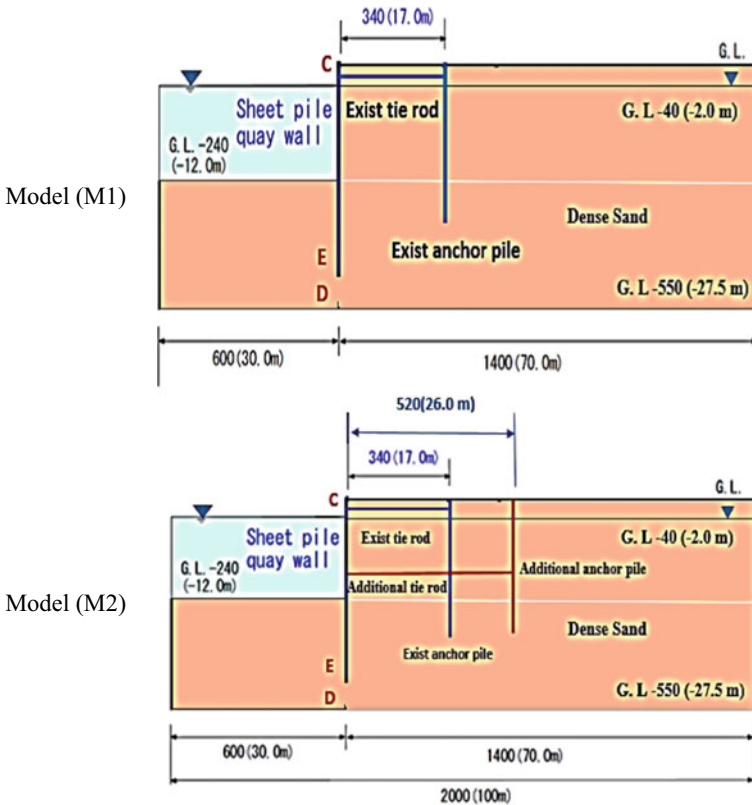 340(17.0m)
G.L.
C
Sheet pile
quay wall
Exist tie rod
G. L -40 (-2.0 m)
G.L. -240
(-12.0m)
Model (M1)
Dense Sand
Exist anchor pile
E
D
G. L -550 (-27.5 m)
600(30.0m)
1400(70.0m)
520(26.0 m)
340(17.0m)
G.L.
C
Sheet pile
quay wall
Exist tie rod
G. L -40 (-2.0 m)
G.L. -240
(-12.0m)
Additional tie rod
Additional anchor pile
Model (M2)
Dense Sand
Exist anchor pile
E
D
G. L -550 (-27.5 m)
600(30.0m)
1400(70.0m)
2000(100m)